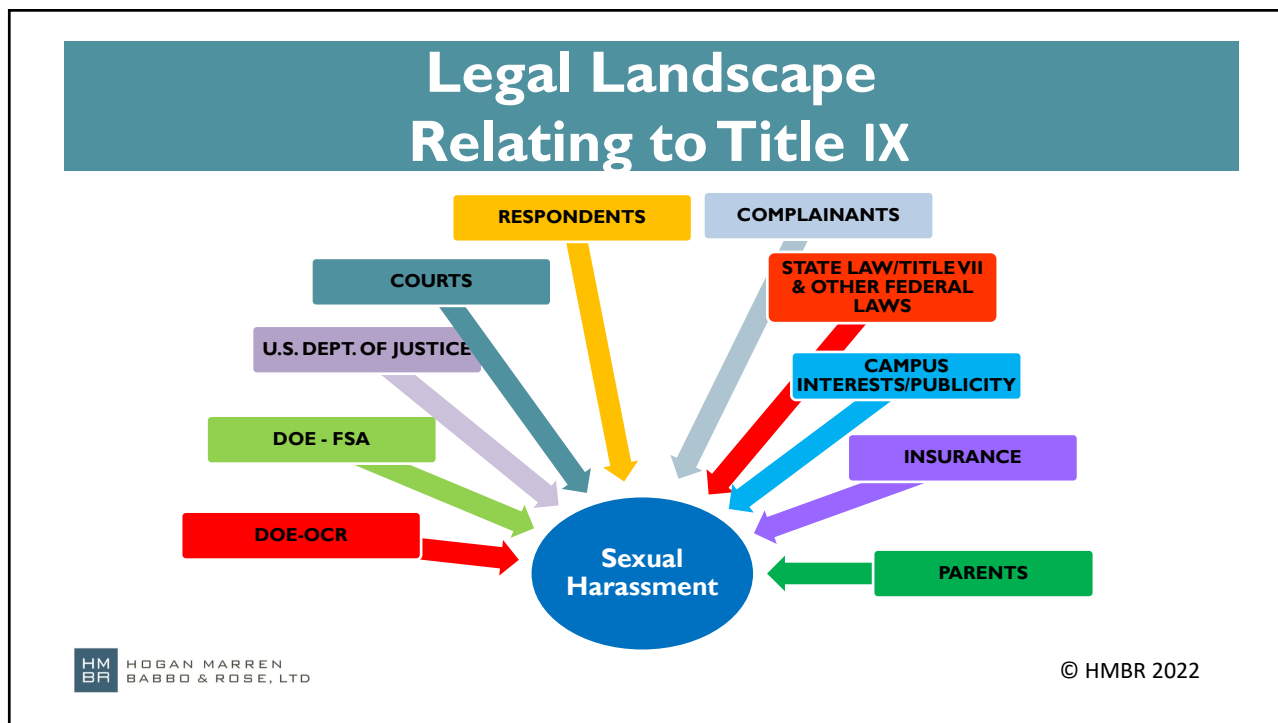 Legal Landscape
Relating to Title IX
RESPONDENTS
COMPLAINANTS
COURTS
STATE LAW/TITLE VII
& OTHER FEDERAL
LAWS
U.S. DEPT. OF JUSTICE
CAMPUS
INTERESTS/PUBLICITY
DOE - FSA
INSURANCE
DOE-OCR
PARENTS
Sexual
Harassment
HM
BR
HOGAN MARREN
BABBO & ROSE, LTD
© HMBR 2022